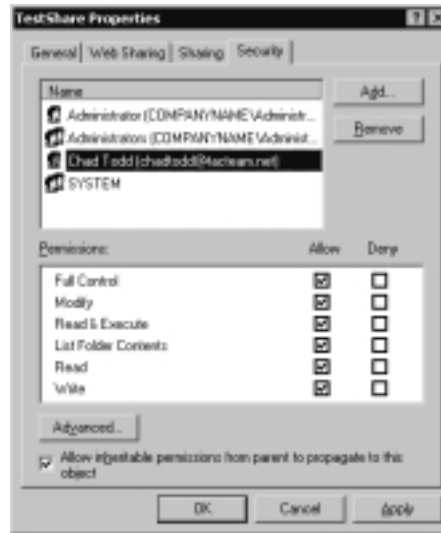 TestShare Properties
General Web Sharing Sharing Security
Name
Add...
Administrator (COMPANYNAME\Administr...
Administrators (COMPANYNAME\Administ...
Remove
Chad Todd (chadtodd@tacteam.net)
SYSTEM
Permissions: Allow Deny
Full Control
Modify
Read & Execute
List Folder Contents
Read
Write
Advanced...
Allow inheritable permissions from parent to propagate to this
object
OK Cancel Apply